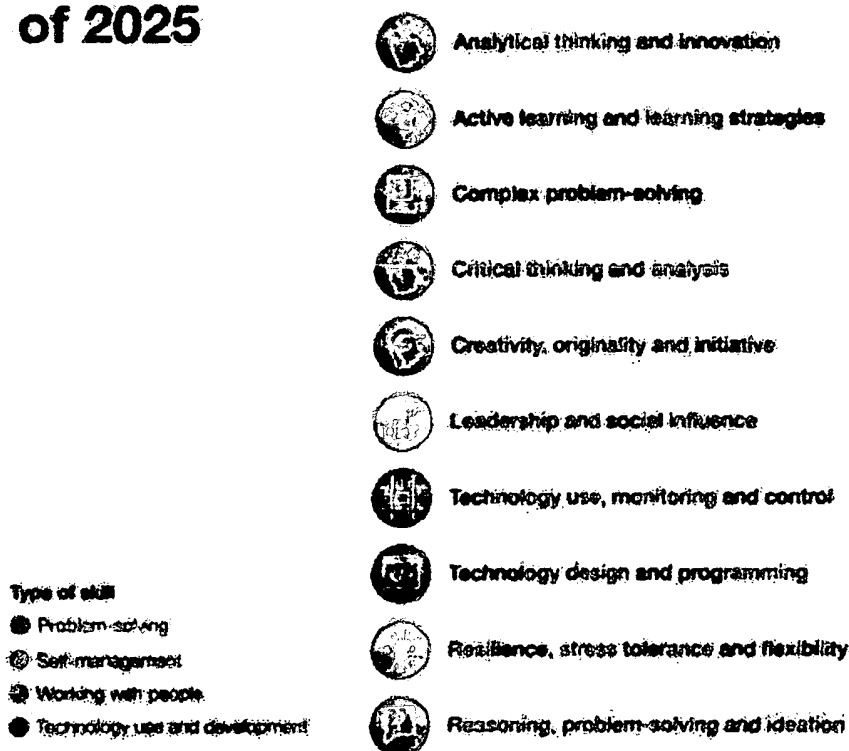 of 2025
Analytical thinking and innovation
Active learning and learning strategies
Complex problem-solving
Critical thinking and analysis
Creativity, originality and initiative
Leadership and social influence
Technology use, monitoring and control
Technology design and programming
Resilience, stress tolerance and flexibility
Reasoning, problem-solving and ideation
Type of skill
Problem-solving
Self-management
Working with people
Technology use and development